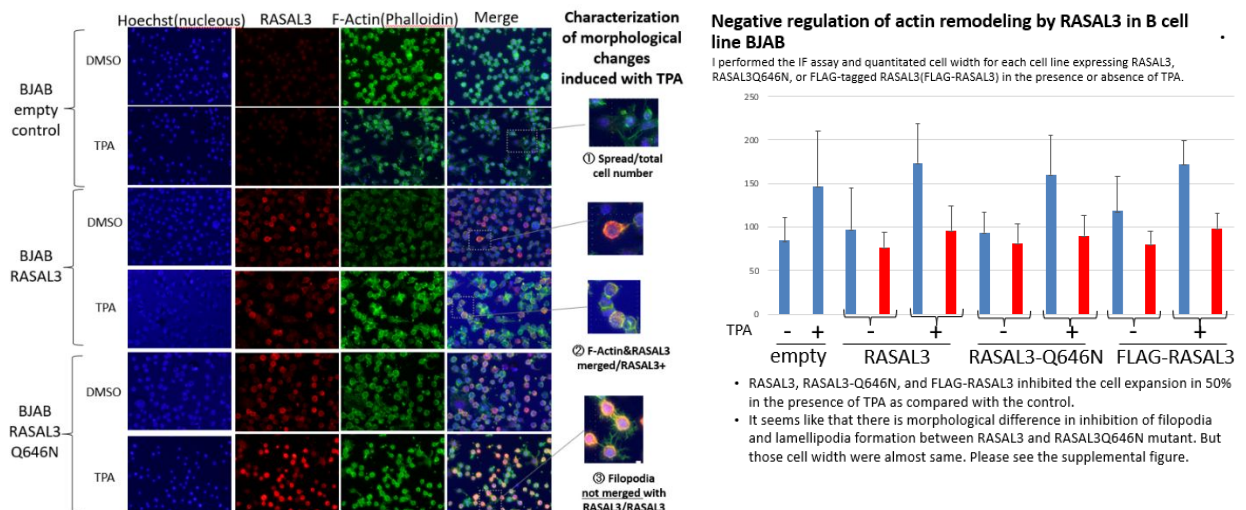 Hoechst(nucleous) RASAL3 F-Actin(Phalloidin) Merge
BJAB
empty
control
DMSO
TPA
BJAB
RASAL3
DMSO
TPA
BJAB
RASAL3
Q646N
DMSO
TPA
Characterization
of morphological
changes
induced with TPA
① Spread/total
cell number
② F-Actin&RASAL3
merged/RASAL3+
③ Filopodia
not merged with
RASAL3/RASAL3
Negative regulation of actin remodeling by RASAL3 in B cell
line BJAB
I performed the IF assay and quantitated cell width for each cell line expressing RASAL3,
RASAL3Q646N, or FLAG-tagged RASAL3(FLAG-RASAL3) in the presence or absence of TPA.
250
200
150
100
50
0
TPA - + - + - + - +
empty RASAL3 RASAL3-Q646N FLAG-RASAL3
• RASAL3, RASAL3-Q646N, and FLAG-RASAL3 inhibited the cell expansion in 50%
in the presence of TPA as compared with the control.
• It seems like that there is morphological difference in inhibition of filopodia
and lamellipodia formation between RASAL3 and RASAL3Q646N mutant. But
those cell width were almost same. Please see the supplemental figure.